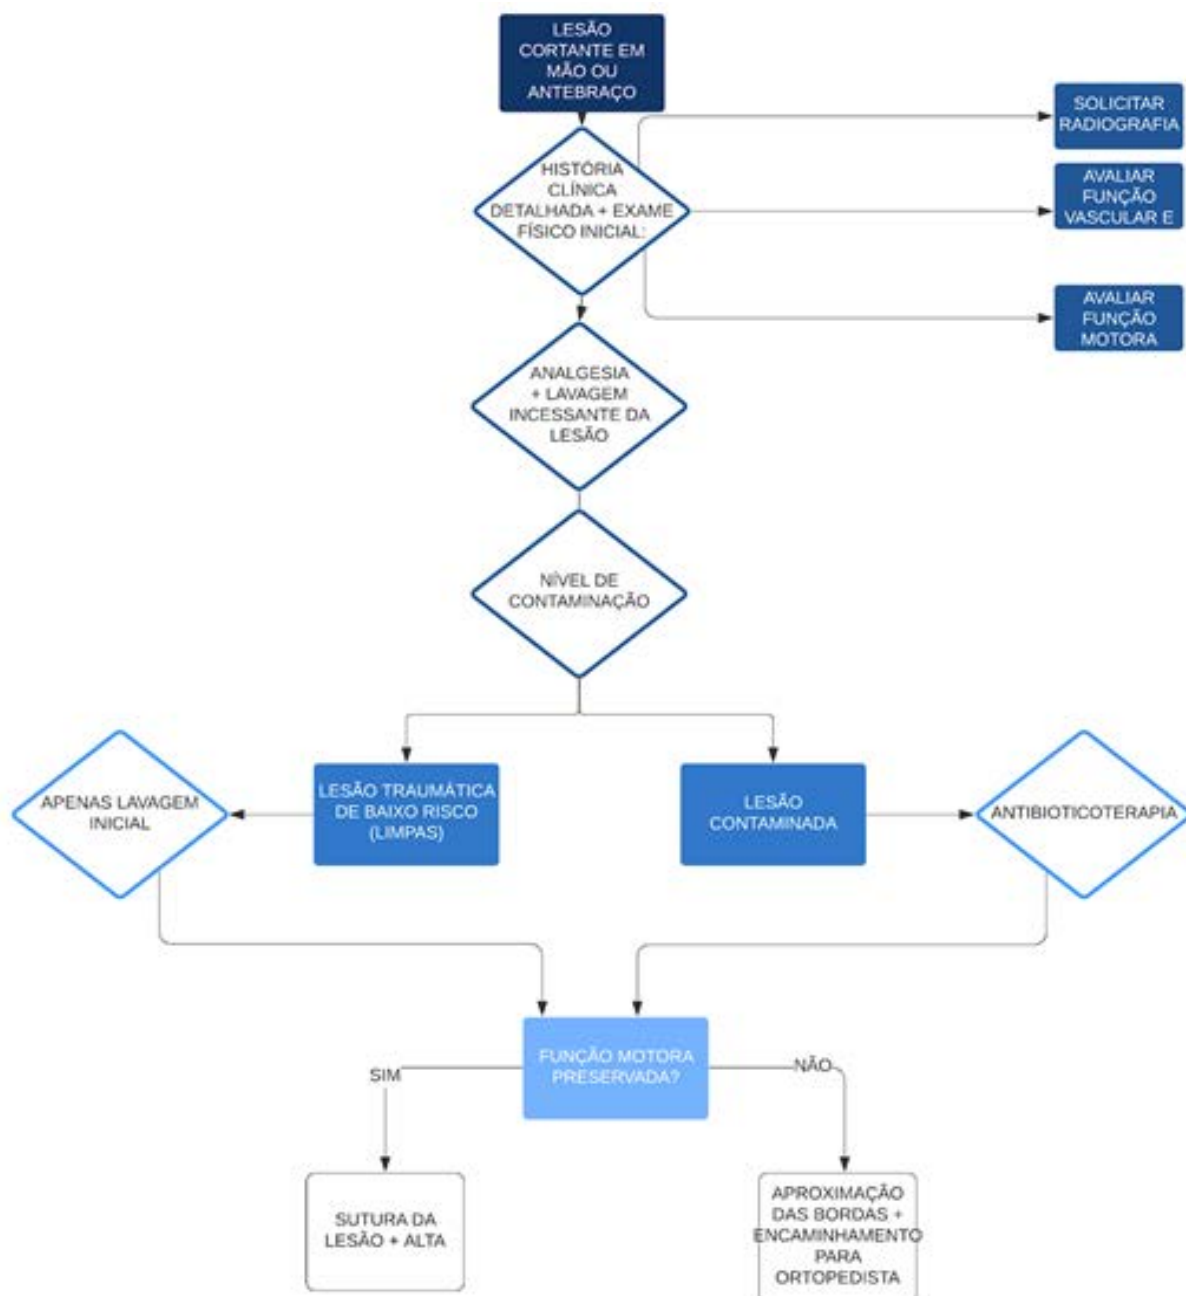 LESÃO
CORTANTE EM
MÃO OU
ANTEBRAÇO
SOLICITAR
RADIOGRAFIA
HISTÓRIA
CLÍNICA
DETALHADA + EXAME
FÍSICO INICIAL:
AVALIAR
FUNÇÃO
VASCULAR E
AVALIAR
FUNÇÃO
MOTORA
ANALGESIA
+ LAVAGEM
INCESSANTE DA
LESÃO
NÍVEL DE
CONTAMINAÇÃO
APENAS LAVAGEM
INICIAL
LESÃO TRAUMÁTICA
DE BAIXO RISCO
(LIMPAS)
LESÃO
CONTAMINADA
ANTIBIOTICOTERAPIA
FUNÇÃO MOTORA
PRESERVADA?
SIM
NÃO
SUTURA DA
LESÃO + ALTA
APROXIMAÇÃO
DAS BORDAS +
ENCAMINHAMENTO
PARA
ORTOPEDISTA